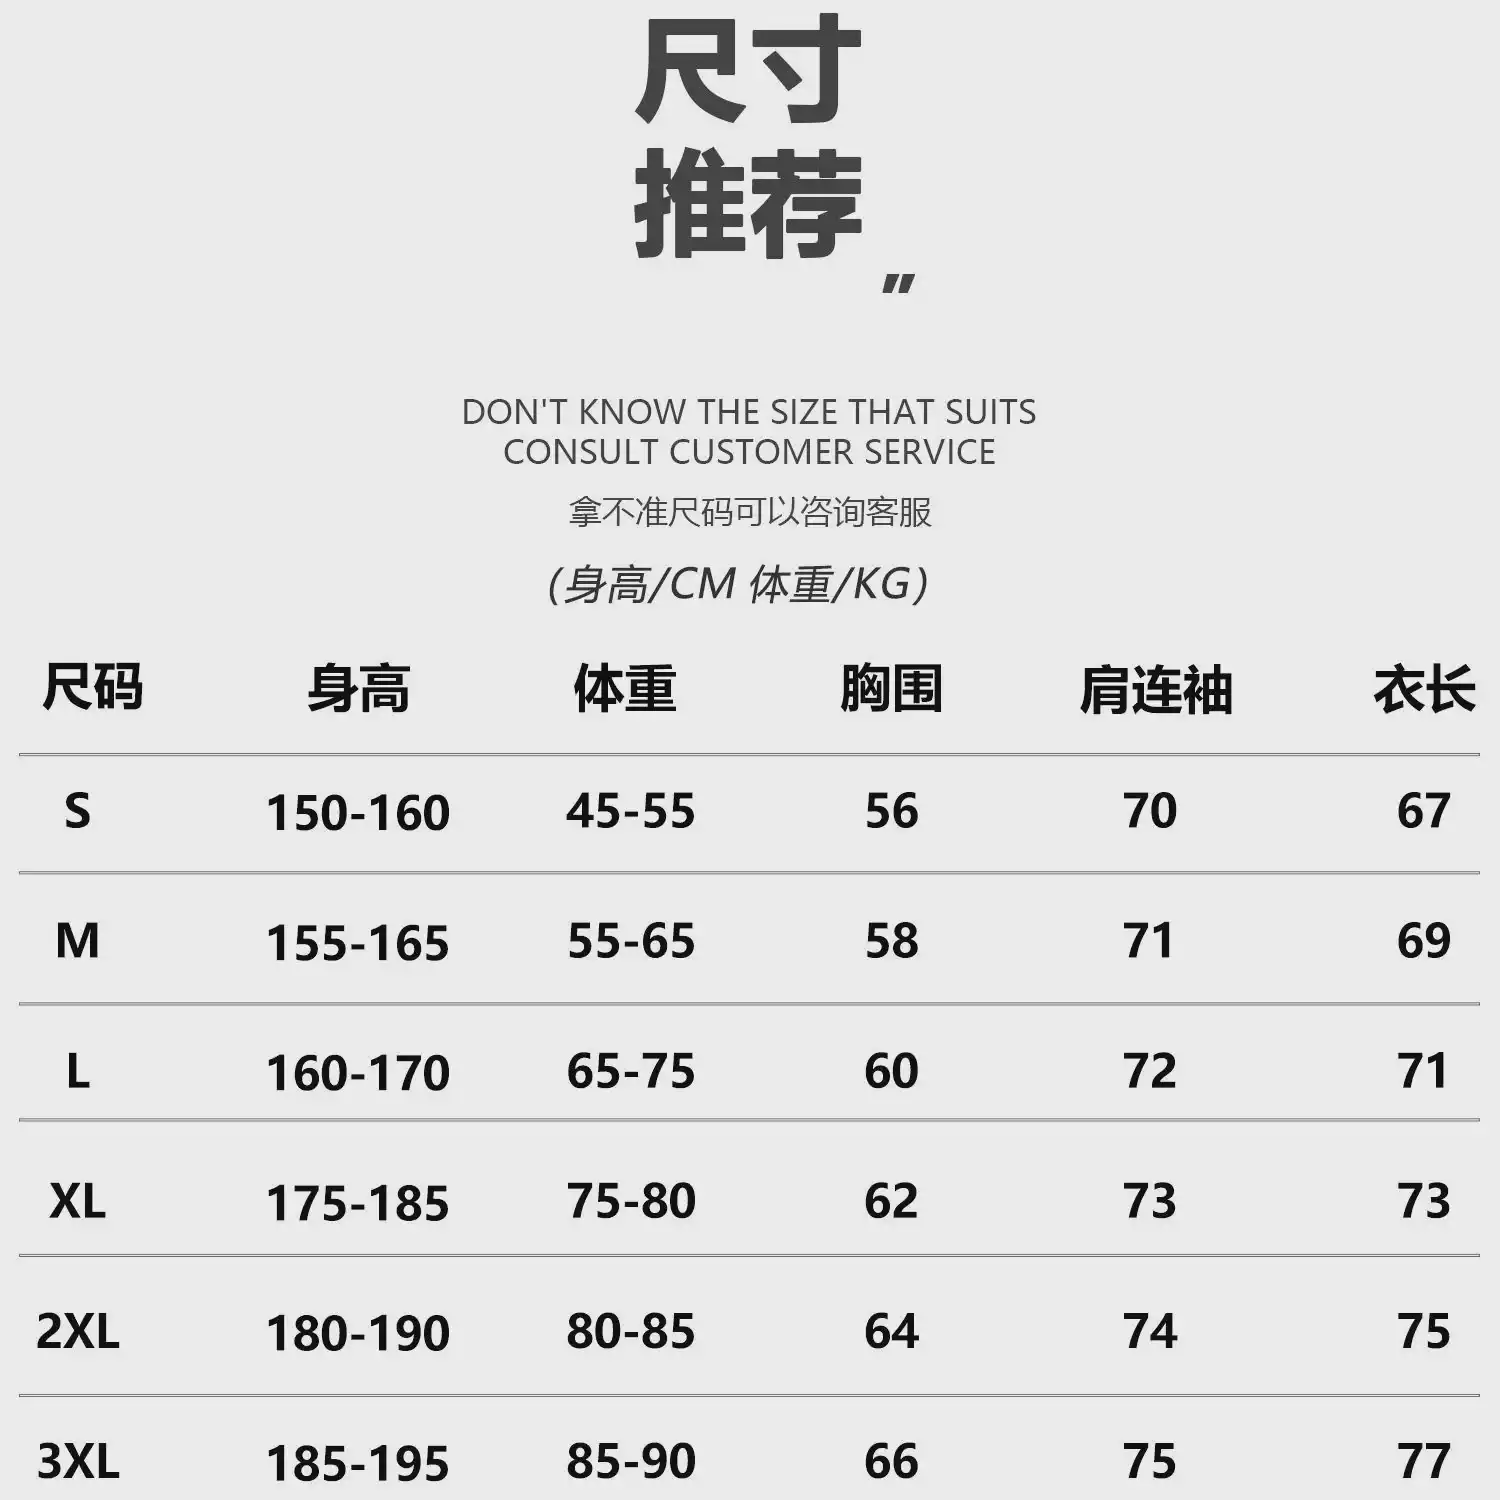 尺寸
推荐
"
DON'T KNOW THE SIZE THAT SUITS
CONSULT CUSTOMER SERVICE
拿不准尺码可以咨询客服
(身高/CM 体重/KG)
尺码 身高 体重 胸围 肩连袖 衣长
S 150-160 45-55 56 70 67
M 155-165 55-65 58 71 69
L 160-170 65-75 60 72 71
XL 175-185 75-80 62 73 73
2XL 180-190 80-85 64 74 75
3XL 185-195 85-90 66 75 77